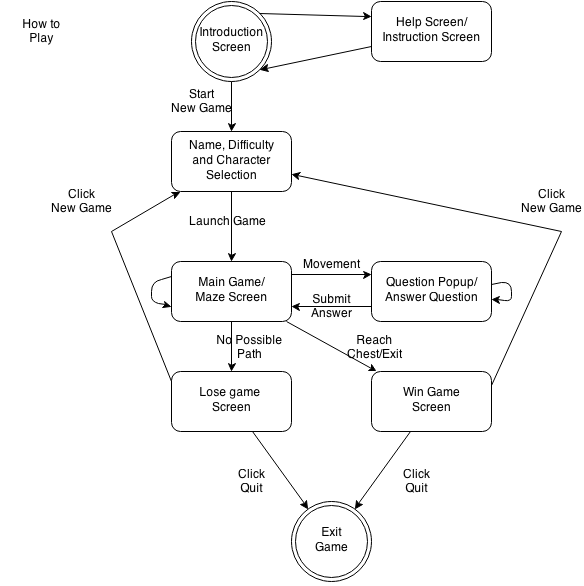 How to
Play
Introduction
Screen
Help Screen/
Instruction Screen
Start
New Game
Name, Difficulty
and Character
Selection
Click
New Game
Click
New Game
Launch Game
Main Game/
Maze Screen
Movement
Submit
Answer
Question Popup/
Answer Question
No Possible
Path
Reach
Chest/Exit
Lose game
Screen
Win Game
Screen
Click
Quit
Click
Quit
Exit
Game